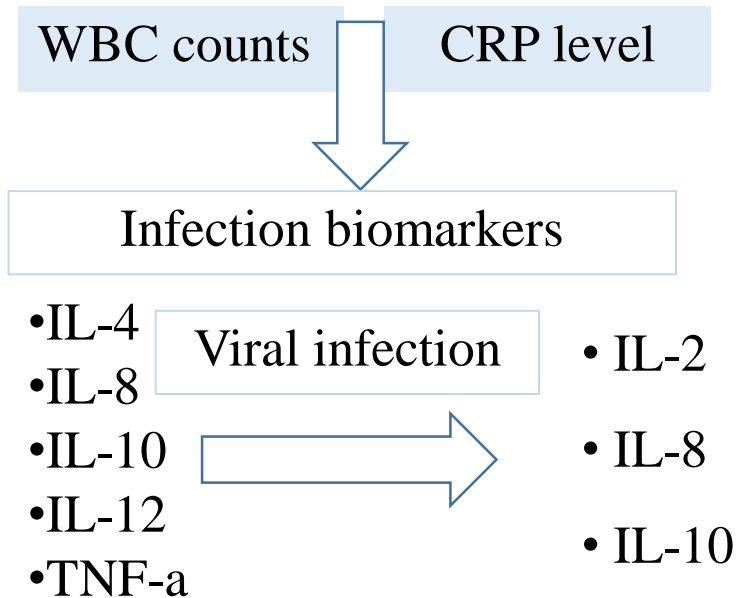 WBC counts
CRP level
Infection biomarkers
•IL-4
•IL-8
•IL-10
•IL-12
•TNF-a
Viral infection
• IL-2
• IL-8
• IL-10